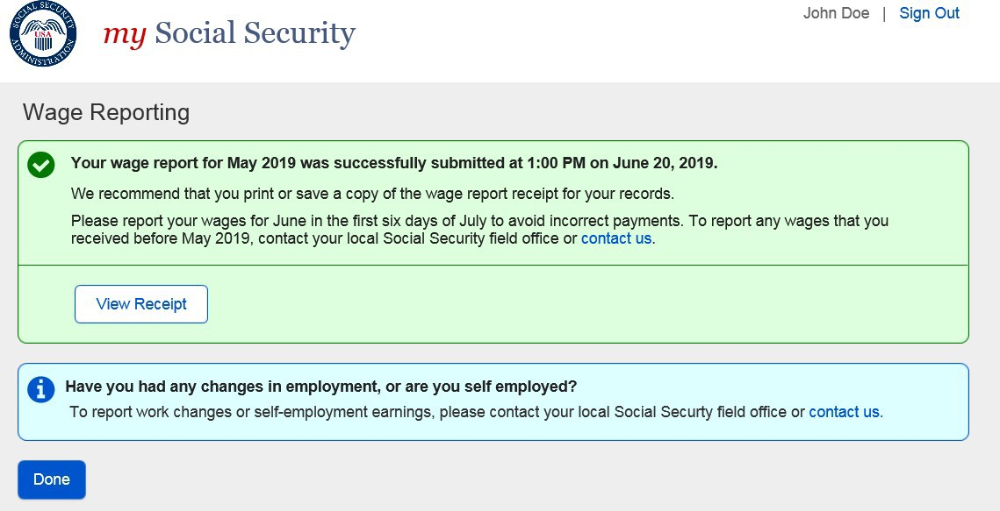 SOCIAL SECURITY ADMINISTRATION
USA
my Social Security
John Doe | Sign Out
Wage Reporting
Your wage report for May 2019 was successfully submitted at 1:00 PM on June 20, 2019.
We recommend that you print or save a copy of the wage report receipt for your records.
Please report your wages for June in the first six days of July to avoid incorrect payments. To report any wages that you
received before May 2019, contact your local Social Security field office or contact us.
View Receipt
Have you had any changes in employment, or are you self employed?
To report work changes or self-employment earnings, please contact your local Social Securty field office or contact us.
Done